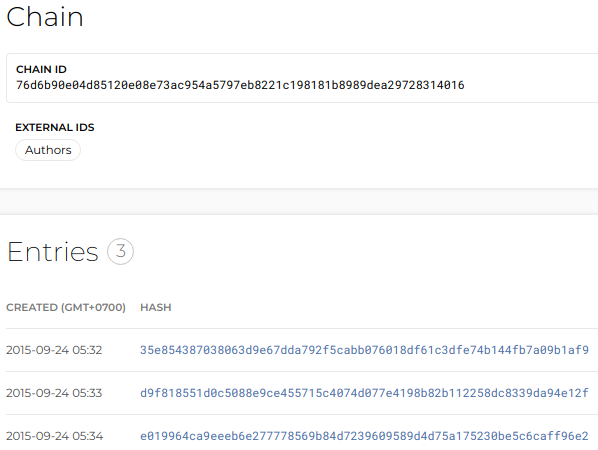 Chain
CHAIN ID
76d6b90e04d85120e08e73ac954a5797eb8221c198181b8989dea29728314016
EXTERNAL IDS
Authors
Entries 3
CREATED (GMT+0700) HASH
2015-09-24 05:32 35e854387038063d9e67dda792f5cabb076018df61c3dfe74b144fb7a09b1af9
2015-09-24 05:33 d9f818551d0c5088e9ce455715c4074d077e4198b82b112258dc8339da94e12f
2015-09-24 05:34 e019964ca9eeeb6e277778569b84d7239609589d4d75a175230be5c6caff96e2